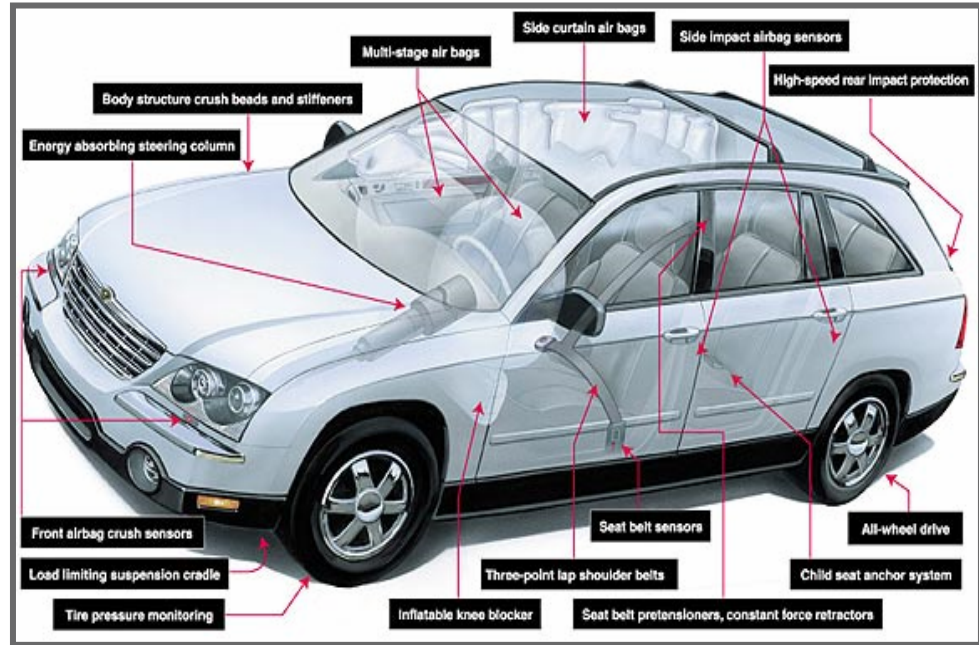 Side curtain air bags
Multi-stage air bags
Side impact airbag sensors
High-speed rear impact protection
Body structure crush beads and stiffeners
Energy absorbing steering column
Front airbag crush sensors
Seat belt sensors
All-wheel drive
Load limiting suspension cradle
Three-point lap shoulder belts
Child seat anchor system
Tire pressure monitoring
Inflatable knee blocker
Seat belt pretensioners, constant force retractors